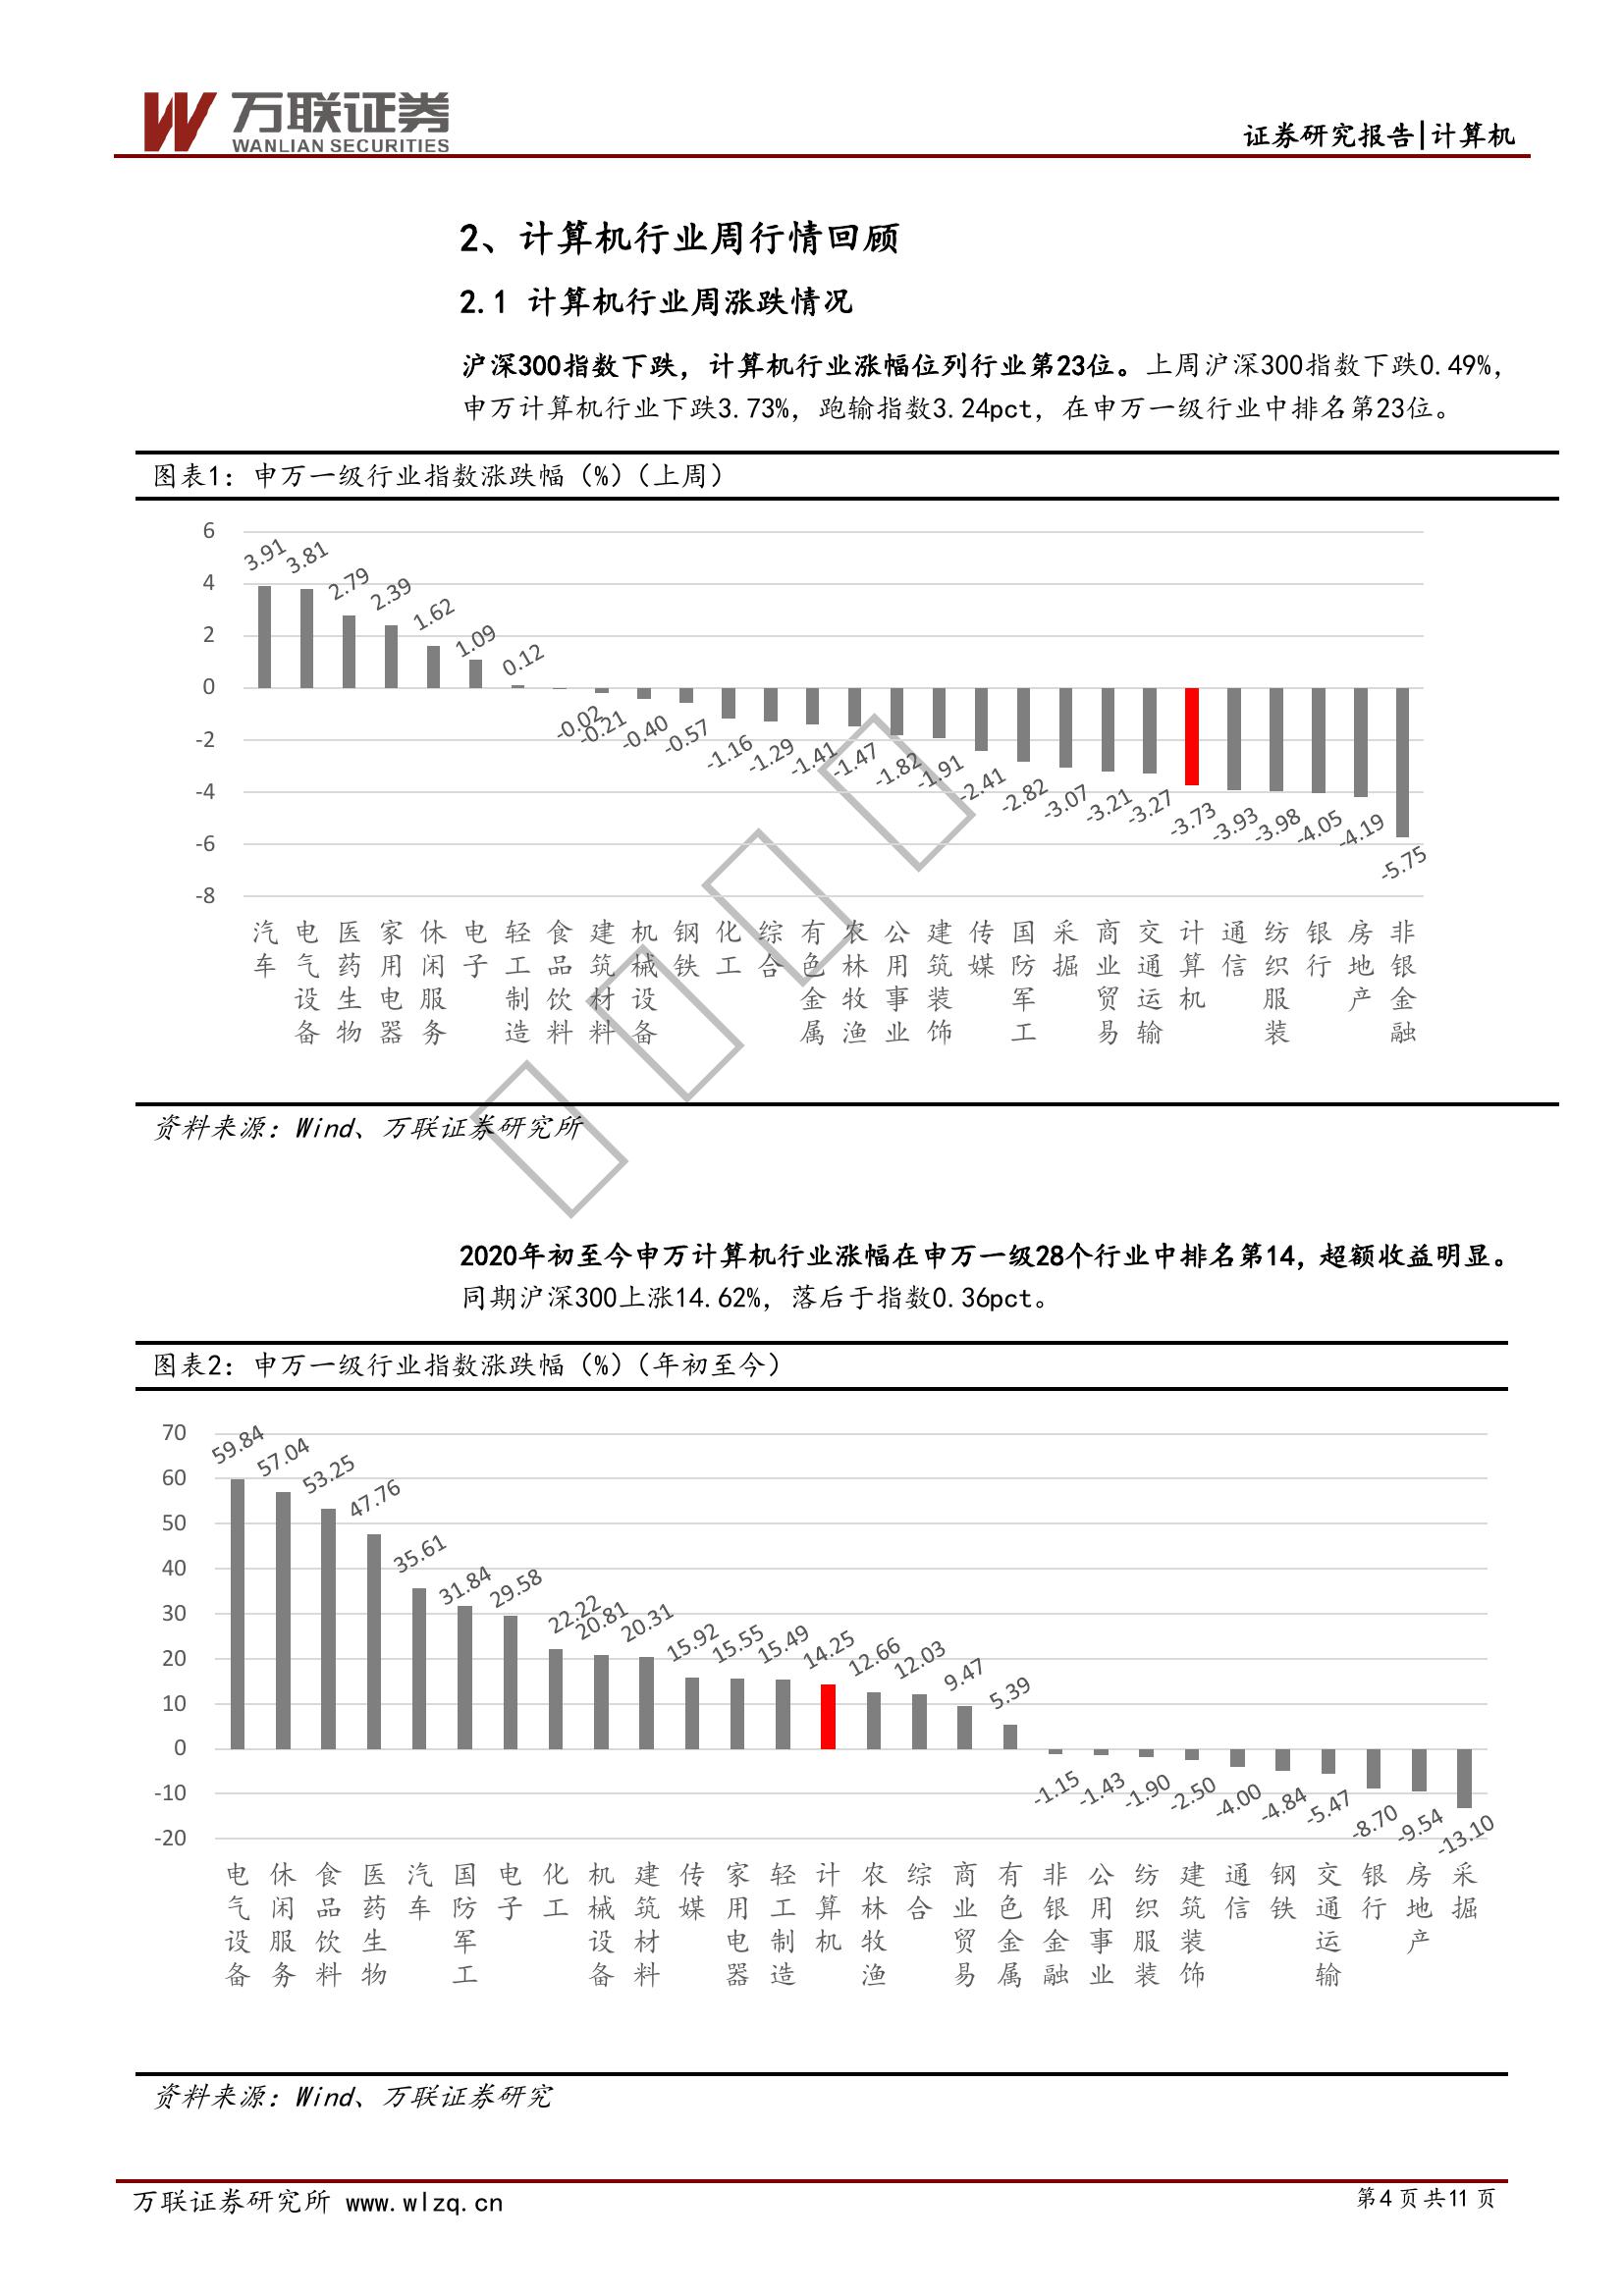 万联证券
WANLIAN SECURITIES
证券研究报告|计算机
2、计算机行业周行情回顾
2.1 计算机行业周涨跌情况
沪深300指数下跌，计算机行业涨幅位列行业第23位。上周沪深300指数下跌0.49%，
申万计算机行业下跌3.73%，跑输指数3.24pct，在申万一级行业中排名第23位。
图表1：申万一级行业指数涨跌幅（%）（上周）
6
4
2
0
-2
-4
-6
-8
3.91 3.81 2.79 2.39 1.62 1.09 0.12 -0.02 -0.21 -0.40 -0.57 -1.16 -1.29 -1.41 -1.47 -1.82 -1.91 -2.41 -2.82 -3.07 -3.21 -3.27 -3.73 -3.93 -3.98 -4.05 -4.19 -5.75
汽车 电气设备 医药生物 家用电器 休闲服务 电子 轻工制造 食品饮料 建筑材料 机械设备 钢铁 化工 综合 有色金属 农林牧渔 公用事业 建筑装饰 传媒 国防军工 采掘 商业贸易 交通运输 计算机 通信 纺织服装 银行 房地产 非银金融
资料来源：Wind、万联证券研究所
2020年初至今申万计算机行业涨幅在申万一级28个行业中排名第14，超额收益明显。
同期沪深300上涨14.62%，落后于指数0.36pct。
图表2：申万一级行业指数涨跌幅（%）（年初至今）
70
60
50
40
30
20
10
0
-10
-20
59.84 57.04 53.25 47.76 35.61 31.84 29.58 22.22 20.81 20.31 15.92 15.55 15.49 14.25 12.66 12.03 9.47 5.39 -1.15 -1.43 -1.90 -2.50 -4.00 -4.84 -5.47 -8.70 -9.54 -13.10
电气设备 休闲服务 食品饮料 医药生物 汽车 国防军工 电子 化工 机械设备 建筑材料 传媒 家用电器 轻工制造 计算机 农林牧渔 综合 商业贸易 有色金属 非银金融 公用事业 纺织服装 建筑装饰 通信 钢铁 交通运输 银行 房地产 采掘
资料来源：Wind、万联证券研究
万联证券研究所 www.wlzq.cn
第4页共11页